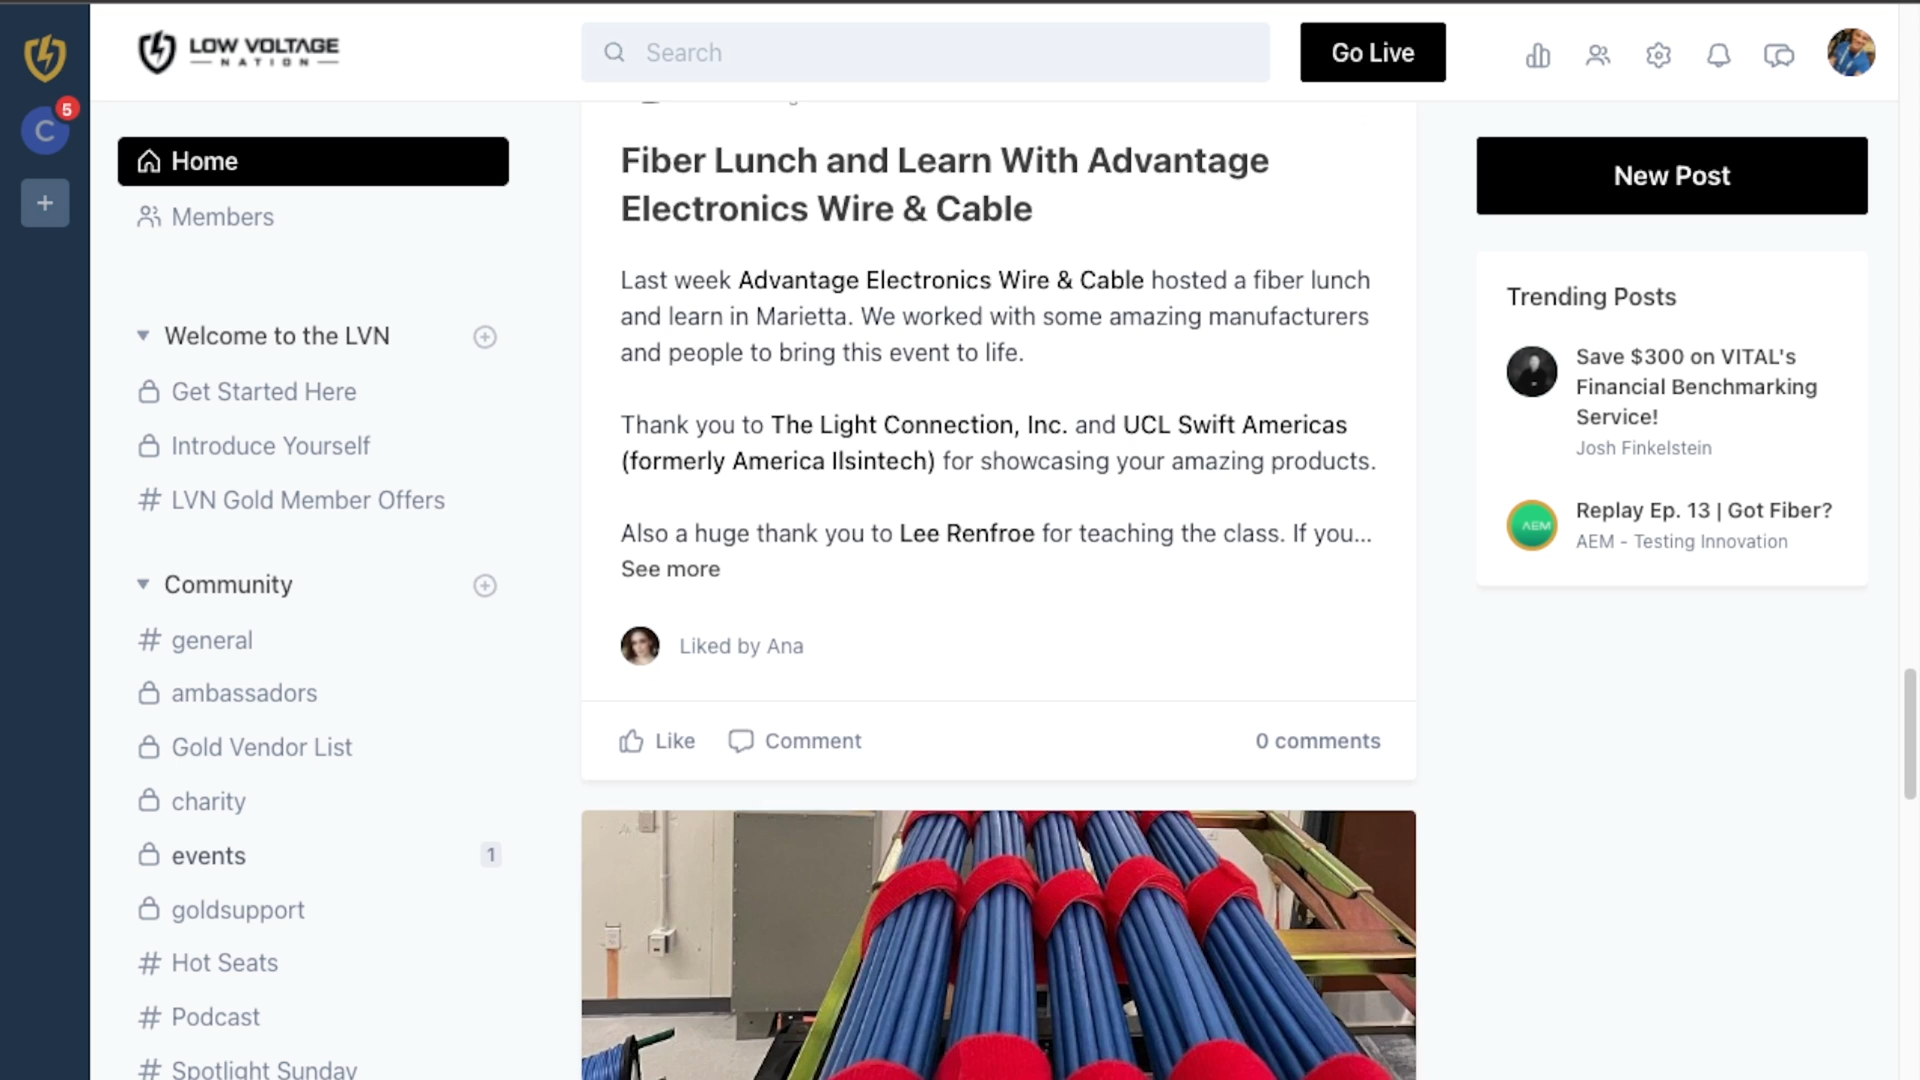 LOW VOLTAGE
NATION
Search
Go Live
C
5
+
Home
Members
Welcome to the LVN
Get Started Here
Introduce Yourself
# LVN Gold Member Offers
Community
# general
ambassadors
Gold Vendor List
charity
events 1
goldsupport
# Hot Seats
# Podcast
# Spotlight Sunday
Fiber Lunch and Learn With Advantage
Electronics Wire & Cable
Last week Advantage Electronics Wire & Cable hosted a fiber lunch
and learn in Marietta. We worked with some amazing manufacturers
and people to bring this event to life.
Thank you to The Light Connection, Inc. and UCL Swift Americas
(formerly America Ilsintech) for showcasing your amazing products.
Also a huge thank you to Lee Renfroe for teaching the class. If you...
See more
Liked by Ana
Like
Comment
0 comments
New Post
Trending Posts
Save $300 on VITAL's
Financial Benchmarking
Service!
Josh Finkelstein
AEM
Replay Ep. 13 | Got Fiber?
AEM - Testing Innovation